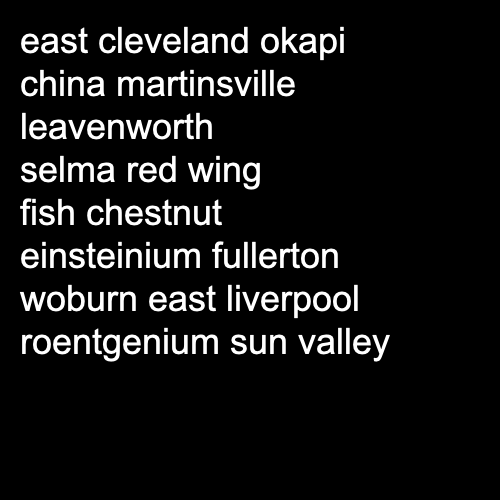 east cleveland okapi
china martinsville
leavenworth
selma red wing
fish chestnut
einsteinium fullerton
woburn east liverpool
roentgenium sun valley